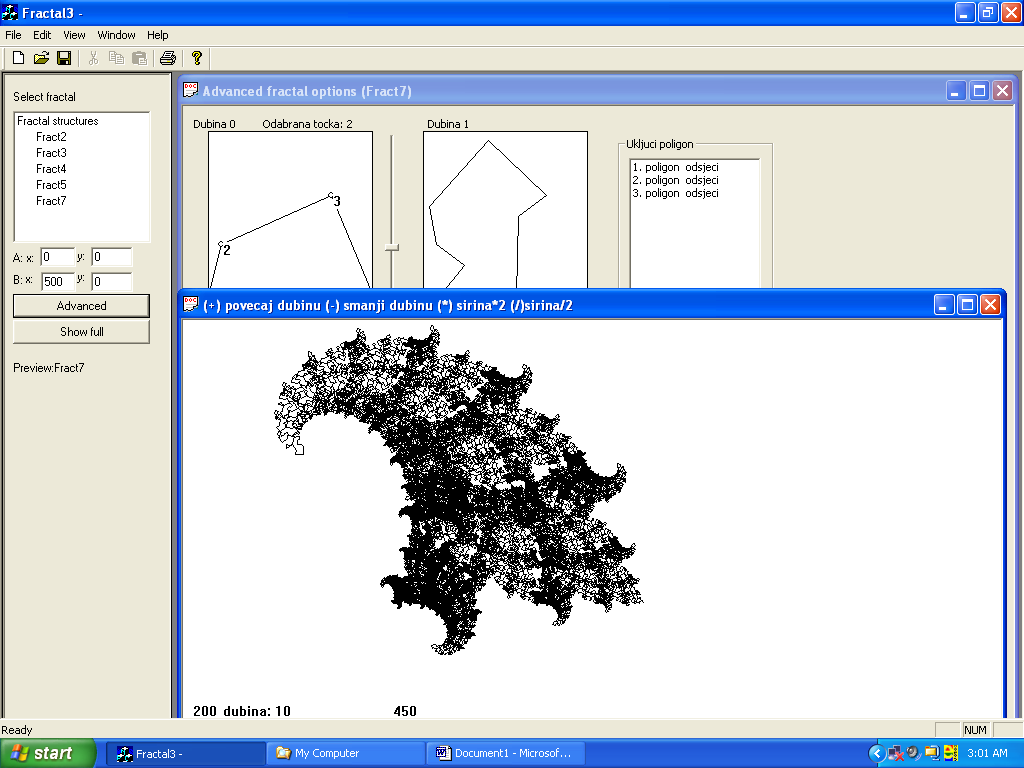 Fractal3 -
File Edit View Window Help
Select fractal
Fractal structures
Fract2
Fract3
Fract4
Fract5
Fract7
A: x: 0 y: 0
B: x: 500 y: 0
Advanced
Show full
Preview:Fract7
Advanced fractal options (Fract7)
Dubina 0 Odabrana tocka: 2 Dubina 1
3
2
Ukljuci poligon
1. poligon odsjeci
2. poligon odsjeci
3. poligon odsjeci
(+) povecaj dubinu (-) smanji dubinu (*) sirina*2 (/)sirina/2
200 dubina: 10 450
Ready NUM
start Fractal3 - My Computer Document1 - Microsof... 3:01 AM